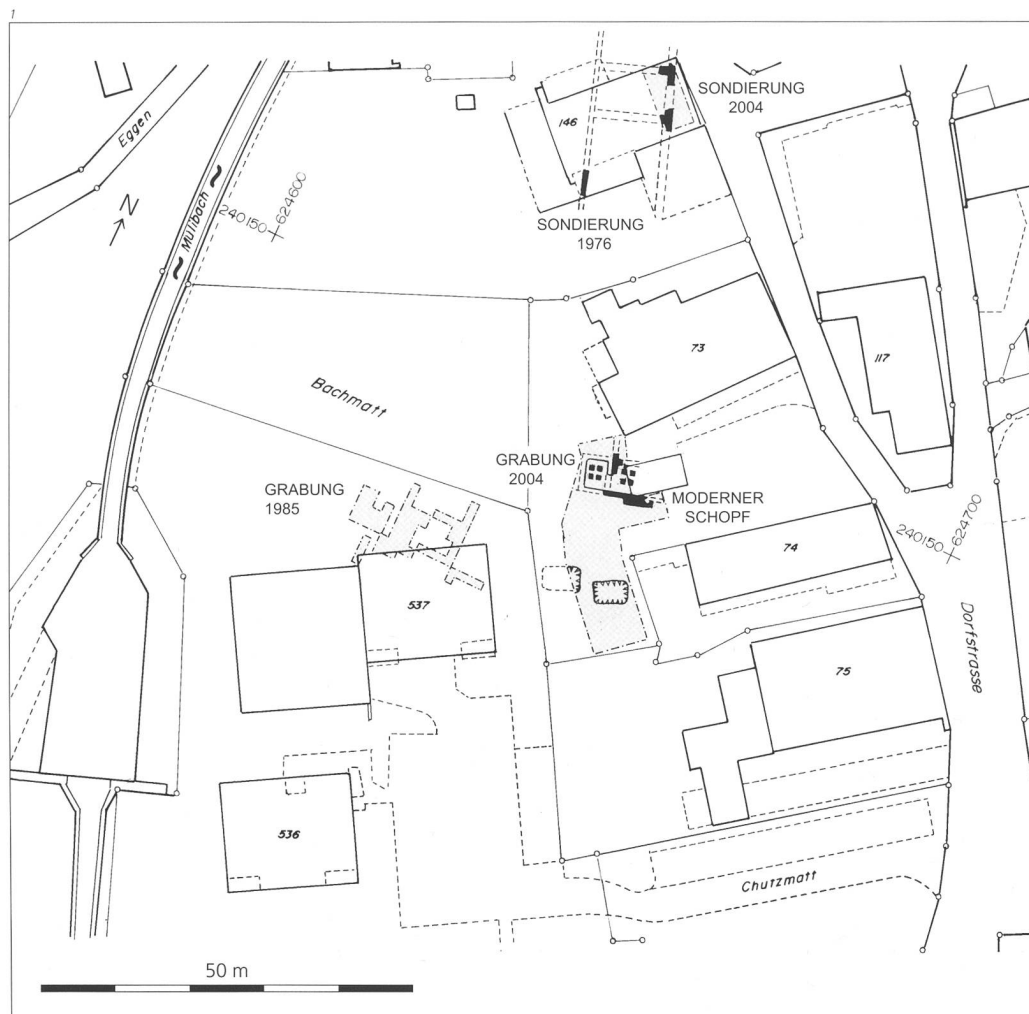 1
SONDIERUNG
2004
146
Eggen
N
Mülibach
240150
624600
SONDIERUNG
1976
73
117
Bachmatt
GRABUNG
2004
GRABUNG
1985
MODERNER
SCHOPF
240150
624700
74
537
Dorfstrasse
75
536
Chutzmatt
50 m